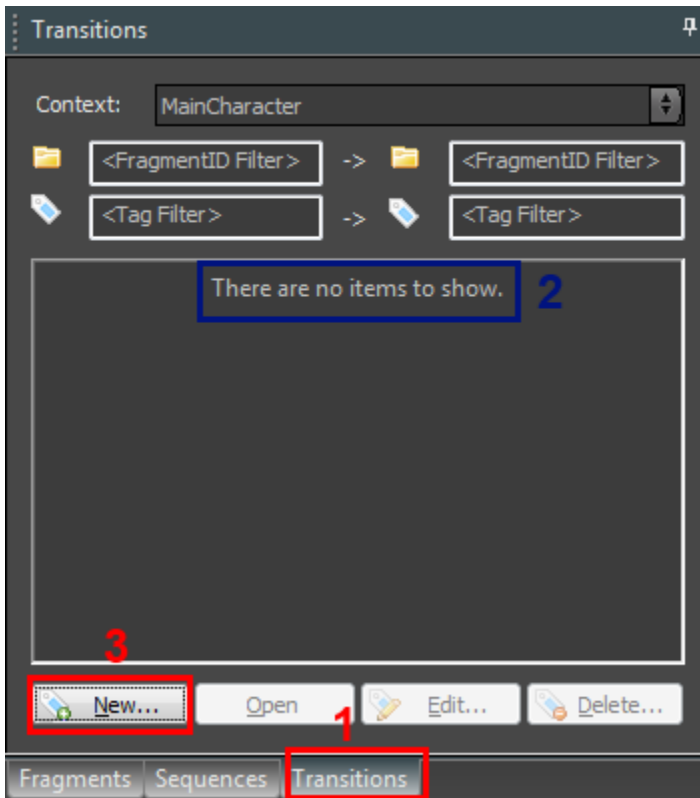 Transitions
Context: MainCharacter
<FragmentID Filter> -> <FragmentID Filter>
<Tag Filter> -> <Tag Filter>
There are no items to show. 2
3
New... Open 1 Edit... Delete...
Fragments Sequences Transitions